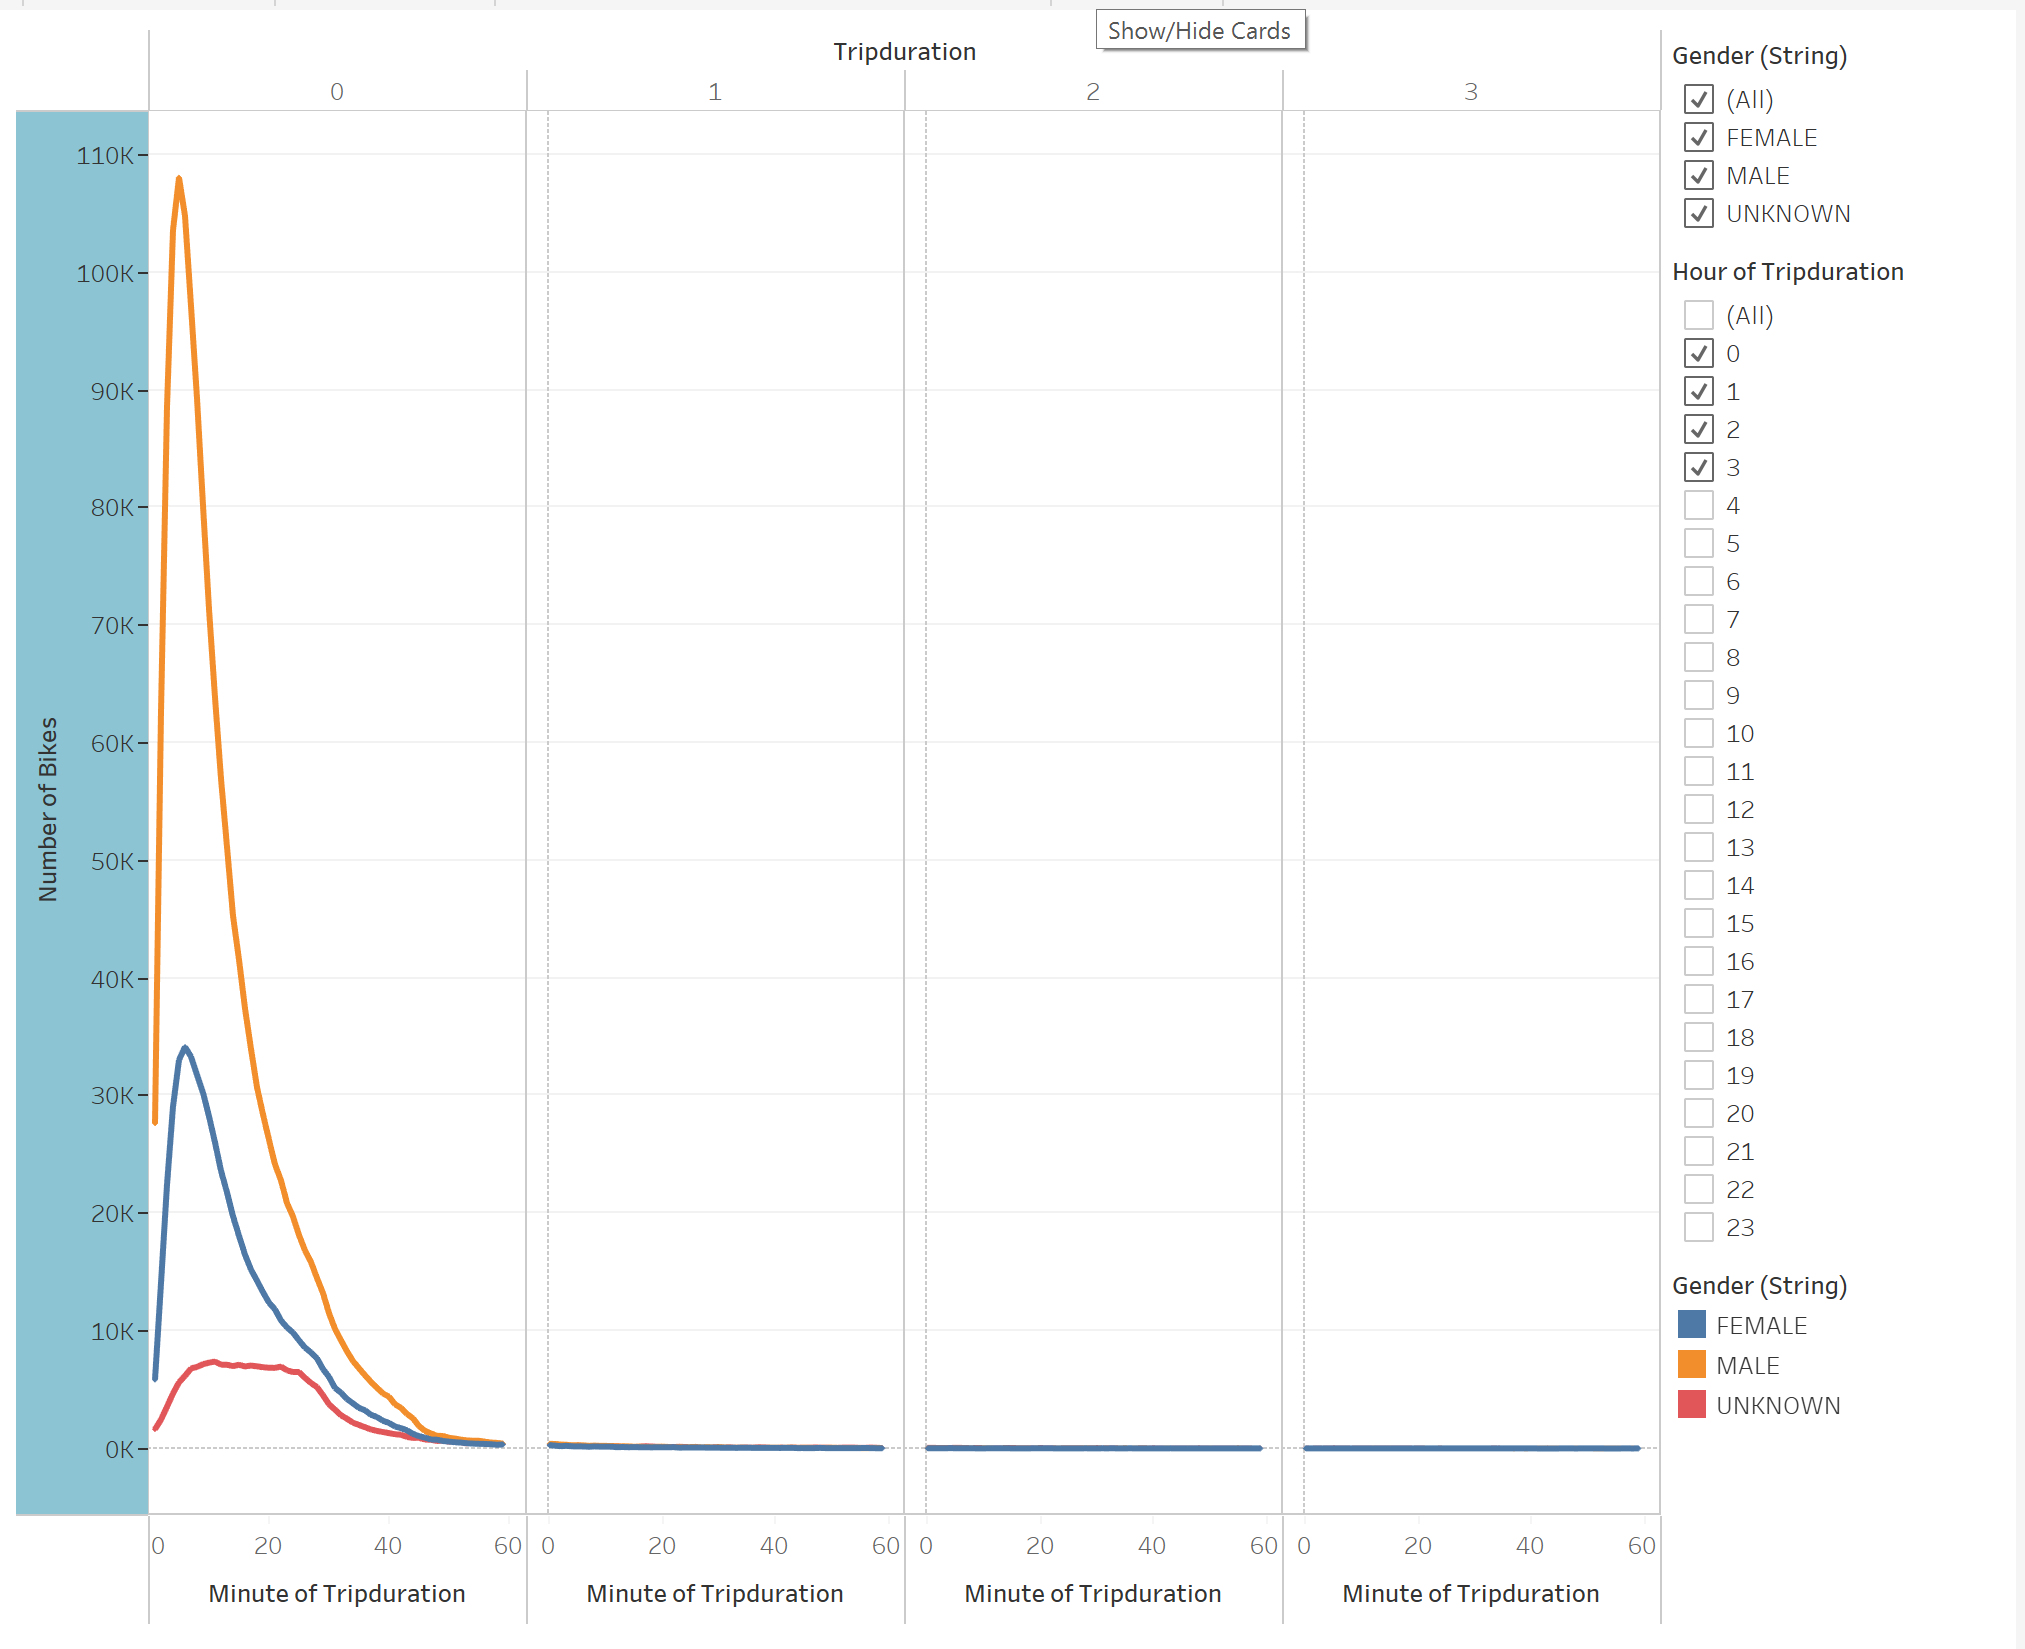 Show/Hide Cards
Tripduration
0 1 2 3
110K
100K
90K
80K
70K
60K
50K
40K
30K
20K
10K
0K
Number of Bikes
0 20 40 60 0 20 40 60 0 20 40 60 0 20 40 60
Minute of Tripduration Minute of Tripduration Minute of Tripduration Minute of Tripduration
Gender (String)
(All)
FEMALE
MALE
UNKNOWN
Hour of Tripduration
(All)
0
1
2
3
4
5
6
7
8
9
10
11
12
13
14
15
16
17
18
19
20
21
22
23
Gender (String)
FEMALE
MALE
UNKNOWN